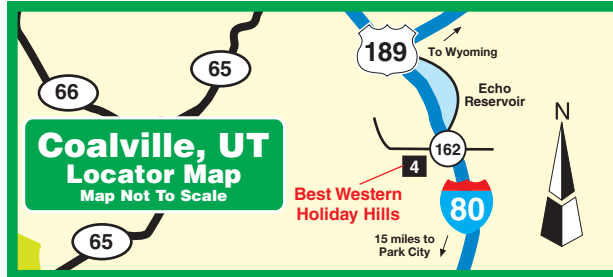 189
To Wyoming
65
66
Echo
Reservoir
N
Coalville, UT
Locator Map
Map Not To Scale
162
4
Best Western
Holiday Hills
80
65
15 miles to
Park City